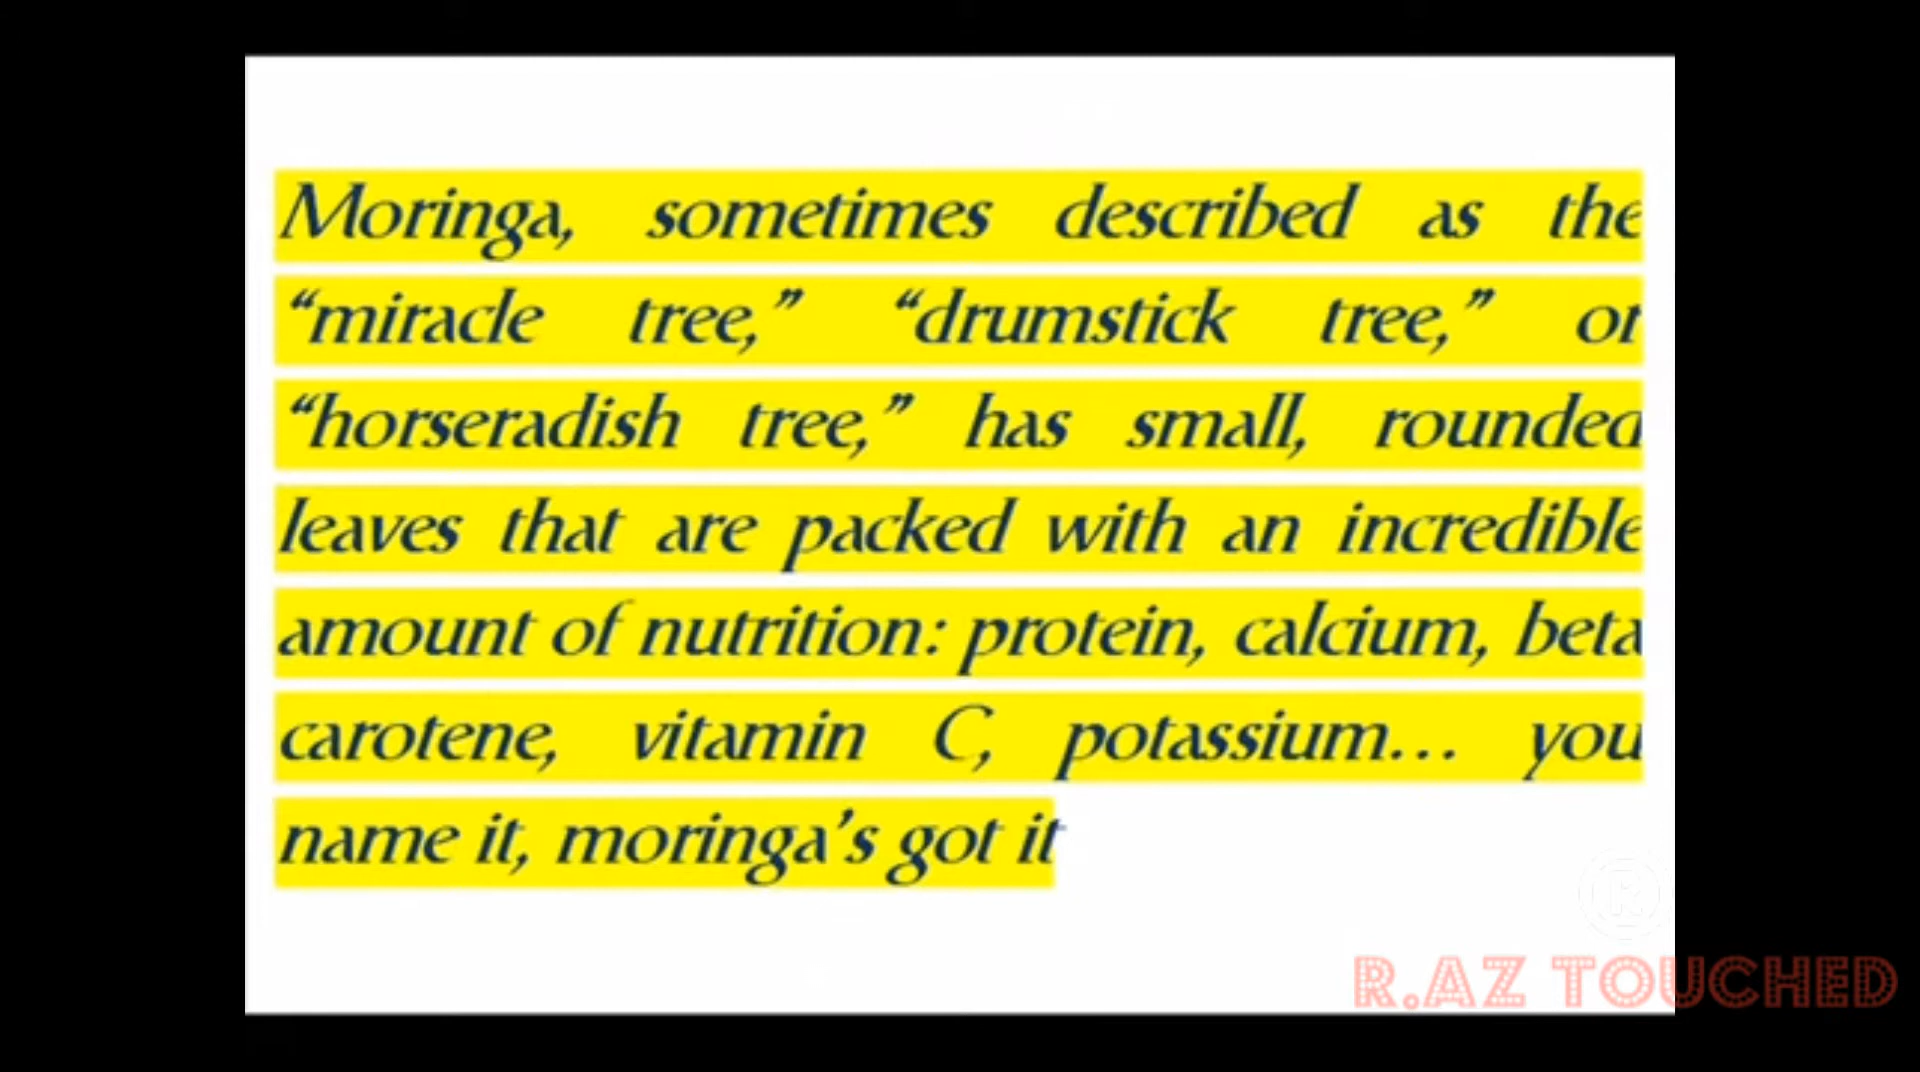 Moringa, sometimes described as the
“miracle tree,” “drumstick tree,” or
“horseradish tree,” has small, rounded
leaves that are packed with an incredible
amount of nutrition: protein, calcium, beta
carotene, vitamin C, potassium... you
name it, moringa’s got it
®
R.AZ TOUCHED